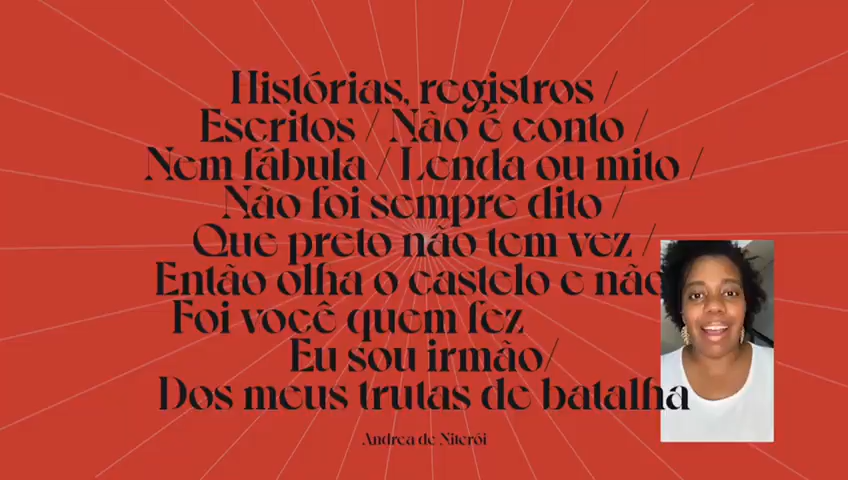 Histórias, registros /
Escritos / Não é conto /
Nem fábula / Lenda ou mito /
Não foi sempre dito /
Que preto não tem vez /
Então olha o castelo e não
Foi você quem fez
Eu sou irmão/
Dos meus trutas de batalha
Andrea de Niterói